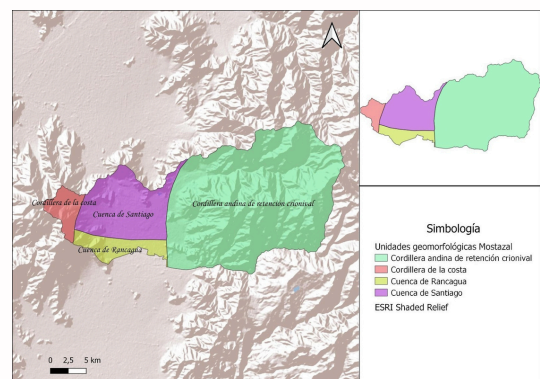 Cordillera de la costa
Cuenca de Santiago
Cordillera andina de retención crionival
Cuenca de Rancagua
0 2,5 5 km
Simbología
Unidades geomorfológicas Mostazal
Cordillera andina de retención crionival
Cordillera de la costa
Cuenca de Rancagua
Cuenca de Santiago
ESRI Shaded Relief